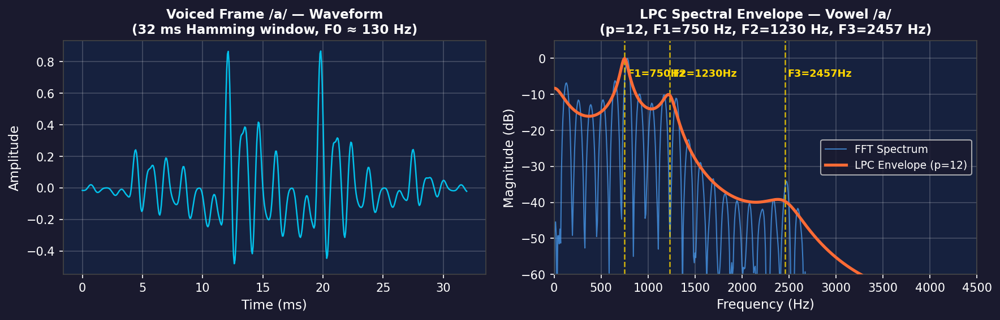 Voiced Frame /a/ — Waveform
(32 ms Hamming window, F0 ≈ 130 Hz)
0.8
0.6
0.4
0.2
0.0
−0.2
−0.4
Amplitude
0
5
10
15
20
25
30
Time (ms)
LPC Spectral Envelope — Vowel /a/
(p=12, F1=750 Hz, F2=1230 Hz, F3=2457 Hz)
F1=750Hz
F2=1230Hz
F3=2457Hz
0
−10
−20
−30
−40
−50
−60
Magnitude (dB)
FFT Spectrum
LPC Envelope (p=12)
0
500
1000
1500
2000
2500
3000
3500
4000
4500
Frequency (Hz)